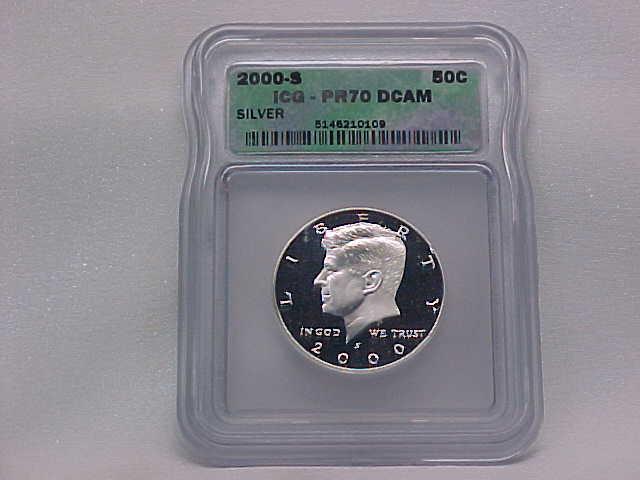 2000-S 50C
ICG - PR70 DCAM
SILVER
5146210109
LIBERTY
IN GOD WE TRUST
S
2000